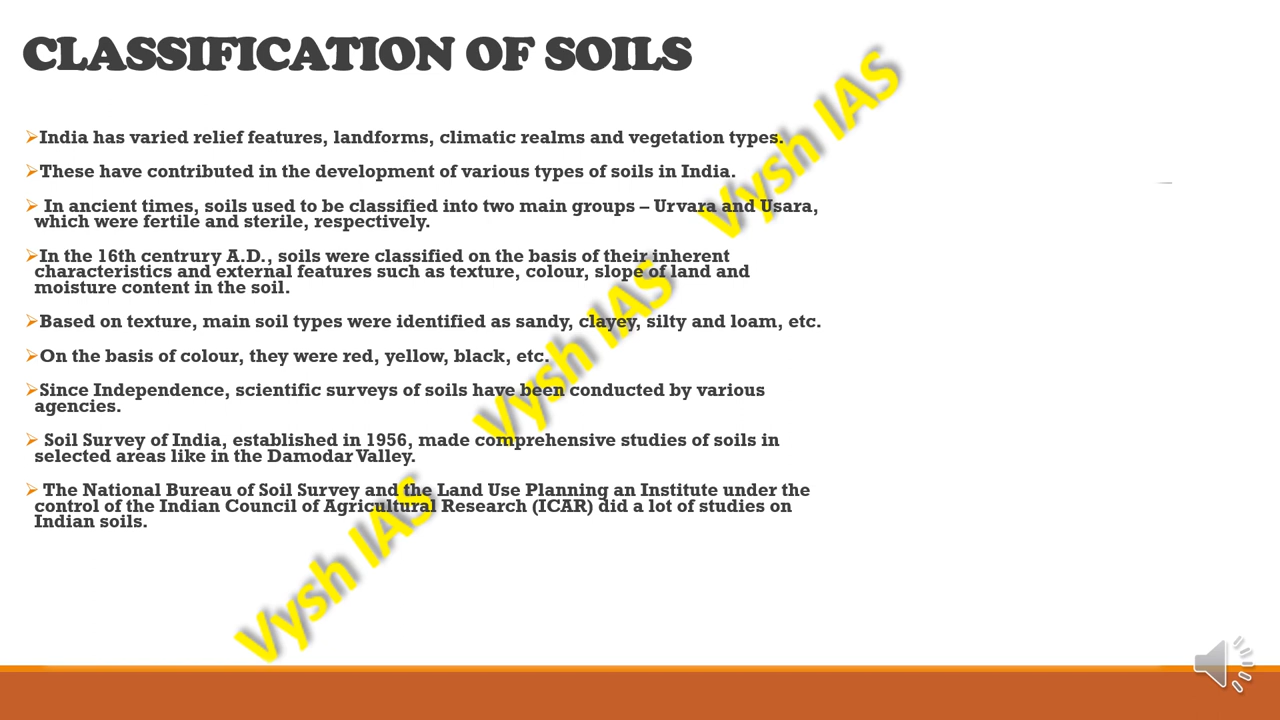 CLASSIFICATION OF SOILS
➢India has varied relief features, landforms, climatic realms and vegetation types.
➢These have contributed in the development of various types of soils in India.
➢ In ancient times, soils used to be classified into two main groups – Urvara and Usara,
which were fertile and sterile, respectively.
➢In the 16th centrury A.D., soils were classified on the basis of their inherent
characteristics and external features such as texture, colour, slope of land and
moisture content in the soil.
➢Based on texture, main soil types were identified as sandy, clayey, silty and loam, etc.
➢On the basis of colour, they were red, yellow, black, etc.
➢Since Independence, scientific surveys of soils have been conducted by various
agencies.
➢ Soil Survey of India, established in 1956, made comprehensive studies of soils in
selected areas like in the Damodar Valley.
➢ The National Bureau of Soil Survey and the Land Use Planning an Institute under the
control of the Indian Council of Agricultural Research (ICAR) did a lot of studies on
Indian soils.
Vysh IAS
Vysh IAS
Vysh IAS